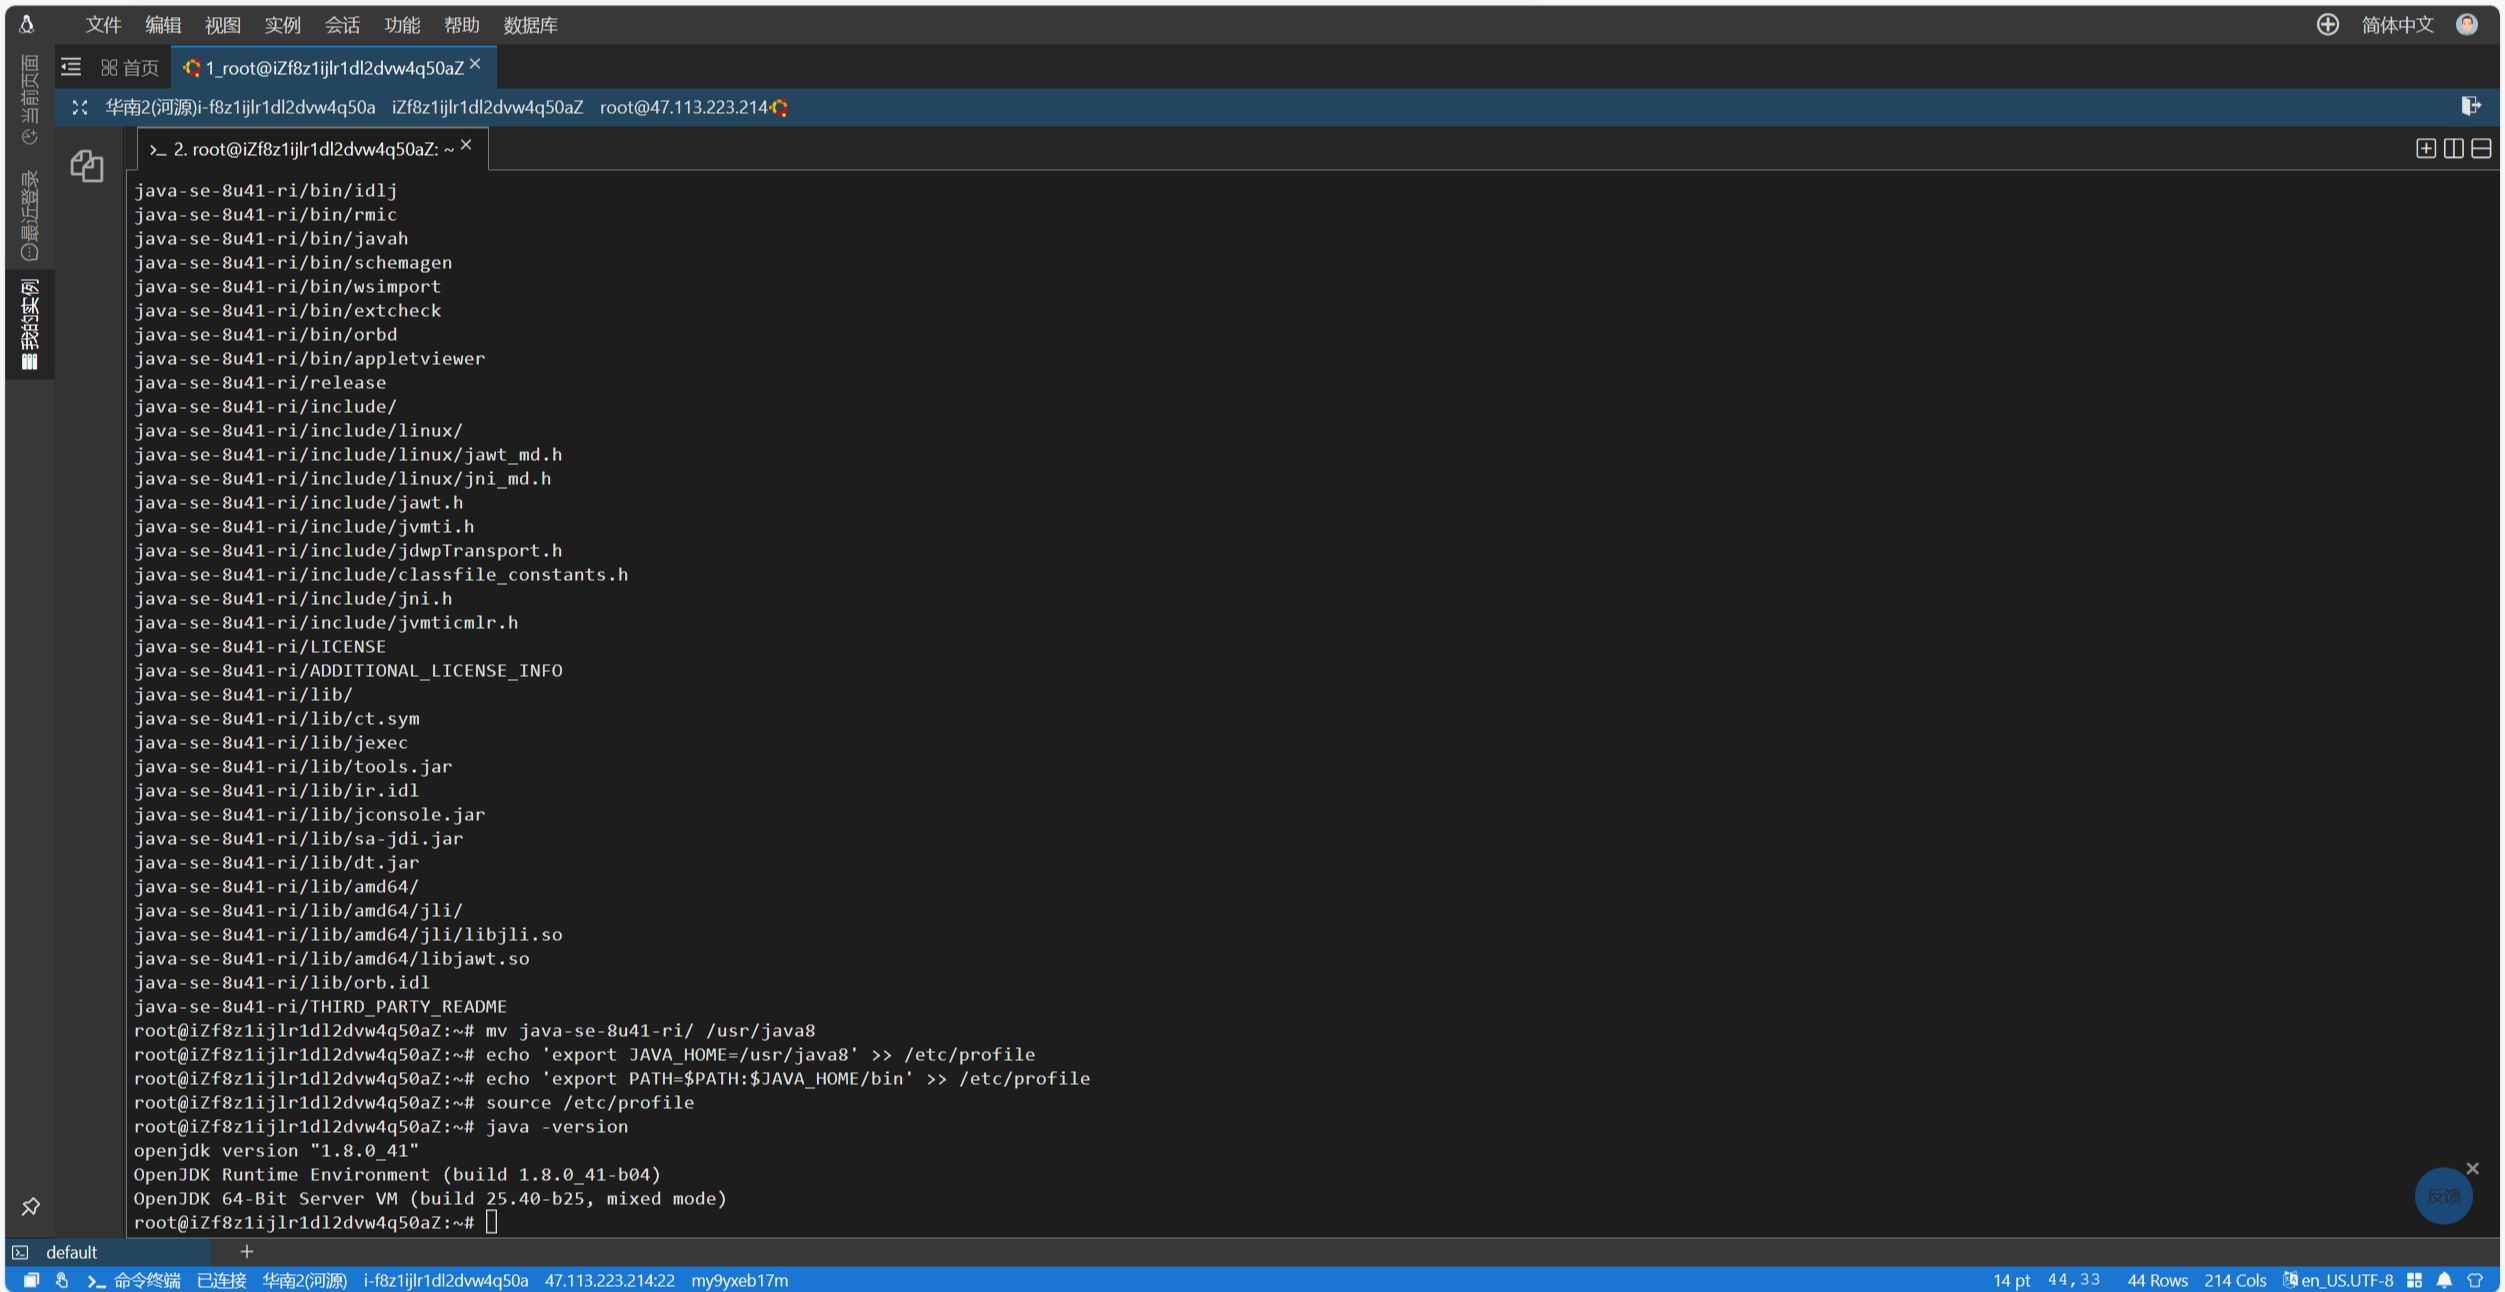 文件 编辑 视图 实例 会话 功能 帮助 数据库 简体中文
首页 1_root@iZf8z1ijlr1dl2dvw4q50aZ
华南2(河源)i-f8z1ijlr1dl2dvw4q50a iZf8z1ijlr1dl2dvw4q50aZ root@47.113.223.214
当前页面
最近登录
我的实例
>_ 2. root@iZf8z1ijlr1dl2dvw4q50aZ: ~
java-se-8u41-ri/bin/idlj
java-se-8u41-ri/bin/rmic
java-se-8u41-ri/bin/javah
java-se-8u41-ri/bin/schemagen
java-se-8u41-ri/bin/wsimport
java-se-8u41-ri/bin/extcheck
java-se-8u41-ri/bin/orbd
java-se-8u41-ri/bin/appletviewer
java-se-8u41-ri/release
java-se-8u41-ri/include/
java-se-8u41-ri/include/linux/
java-se-8u41-ri/include/linux/jawt_md.h
java-se-8u41-ri/include/linux/jni_md.h
java-se-8u41-ri/include/jawt.h
java-se-8u41-ri/include/jvmti.h
java-se-8u41-ri/include/jdwpTransport.h
java-se-8u41-ri/include/classfile_constants.h
java-se-8u41-ri/include/jni.h
java-se-8u41-ri/include/jvmticmlr.h
java-se-8u41-ri/LICENSE
java-se-8u41-ri/ADDITIONAL_LICENSE_INFO
java-se-8u41-ri/lib/
java-se-8u41-ri/lib/ct.sym
java-se-8u41-ri/lib/jexec
java-se-8u41-ri/lib/tools.jar
java-se-8u41-ri/lib/ir.idl
java-se-8u41-ri/lib/jconsole.jar
java-se-8u41-ri/lib/sa-jdi.jar
java-se-8u41-ri/lib/dt.jar
java-se-8u41-ri/lib/amd64/
java-se-8u41-ri/lib/amd64/jli/
java-se-8u41-ri/lib/amd64/jli/libjli.so
java-se-8u41-ri/lib/amd64/libjawt.so
java-se-8u41-ri/lib/orb.idl
java-se-8u41-ri/THIRD_PARTY_README
root@iZf8z1ijlr1dl2dvw4q50aZ:~# mv java-se-8u41-ri/ /usr/java8
root@iZf8z1ijlr1dl2dvw4q50aZ:~# echo 'export JAVA_HOME=/usr/java8' >> /etc/profile
root@iZf8z1ijlr1dl2dvw4q50aZ:~# echo 'export PATH=$PATH:$JAVA_HOME/bin' >> /etc/profile
root@iZf8z1ijlr1dl2dvw4q50aZ:~# source /etc/profile
root@iZf8z1ijlr1dl2dvw4q50aZ:~# java -version
openjdk version "1.8.0_41"
OpenJDK Runtime Environment (build 1.8.0_41-b04)
OpenJDK 64-Bit Server VM (build 25.40-b25, mixed mode)
root@iZf8z1ijlr1dl2dvw4q50aZ:~#
反馈
default +
>_ 命令终端 已连接 华南2(河源) i-f8z1ijlr1dl2dvw4q50a 47.113.223.214:22 my9yxeb17m 14 pt 44,33 44 Rows 214 Cols en_US.UTF-8